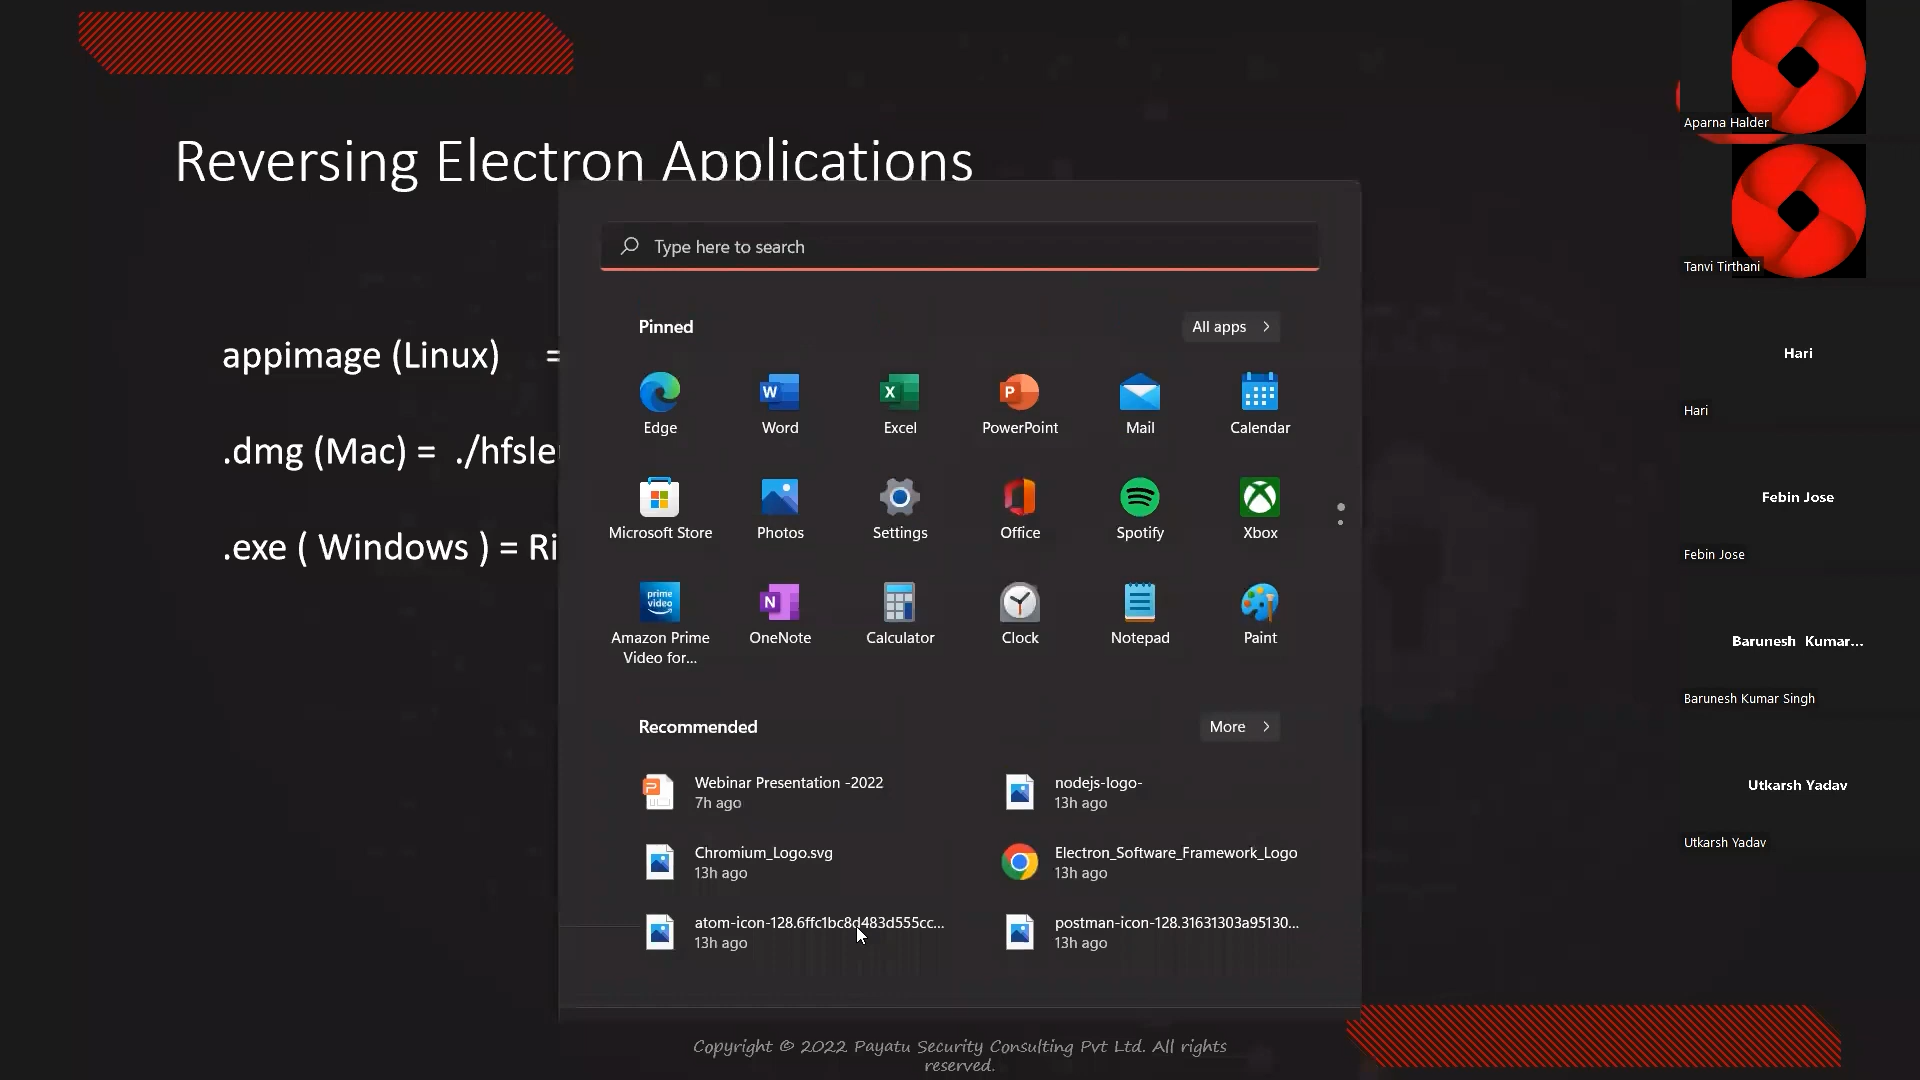 Reversing Electron Applications
appimage (Linux) =
.dmg (Mac) = ./hfsle
.exe ( Windows ) = Ri
Type here to search
Pinned
All apps
Edge
Word
Excel
PowerPoint
Mail
Calendar
Microsoft Store
Photos
Settings
Office
Spotify
Xbox
prime video
Amazon Prime
Video for...
OneNote
Calculator
Clock
Notepad
Paint
Recommended
More
Webinar Presentation -2022
7h ago
nodejs-logo-
13h ago
Chromium_Logo.svg
13h ago
Electron_Software_Framework_Logo
13h ago
atom-icon-128.6ffc1bc8d483d555cc...
13h ago
postman-icon-128.31631303a95130...
13h ago
Copyright © 2022 Payatu Security Consulting Pvt Ltd. All rights
reserved.
Aparna Halder
Tanvi Tirthani
Hari
Hari
Febin Jose
Febin Jose
Barunesh Kumar...
Barunesh Kumar Singh
Utkarsh Yadav
Utkarsh Yadav